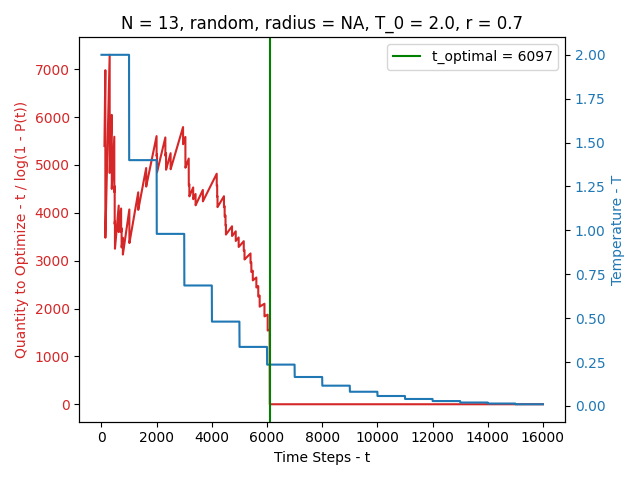 N = 13, random, radius = NA, T_0 = 2.0, r = 0.7
t_optimal = 6097
Quantity to Optimize - t / log(1 - P(t))
7000
6000
5000
4000
3000
2000
1000
0
2.00
1.75
1.50
1.25
1.00
0.75
0.50
0.25
0.00
Temperature - T
0 2000 4000 6000 8000 10000 12000 14000 16000
Time Steps - t